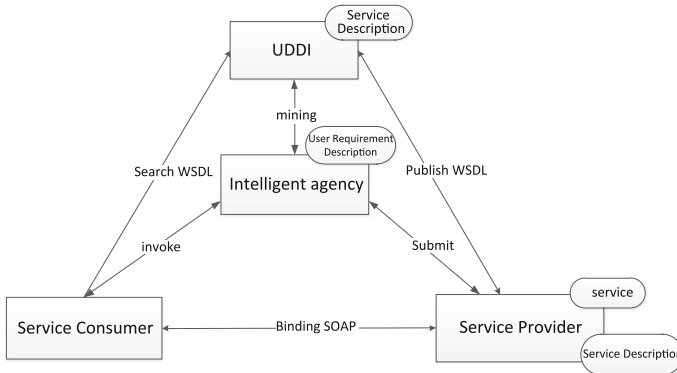 Service
Description
UDDI
mining
User Requirement
Description
Search WSDL
Publish WSDL
Intelligent agency
invoke
Submit
service
Service Consumer
Binding SOAP
Service Provider
Service Description